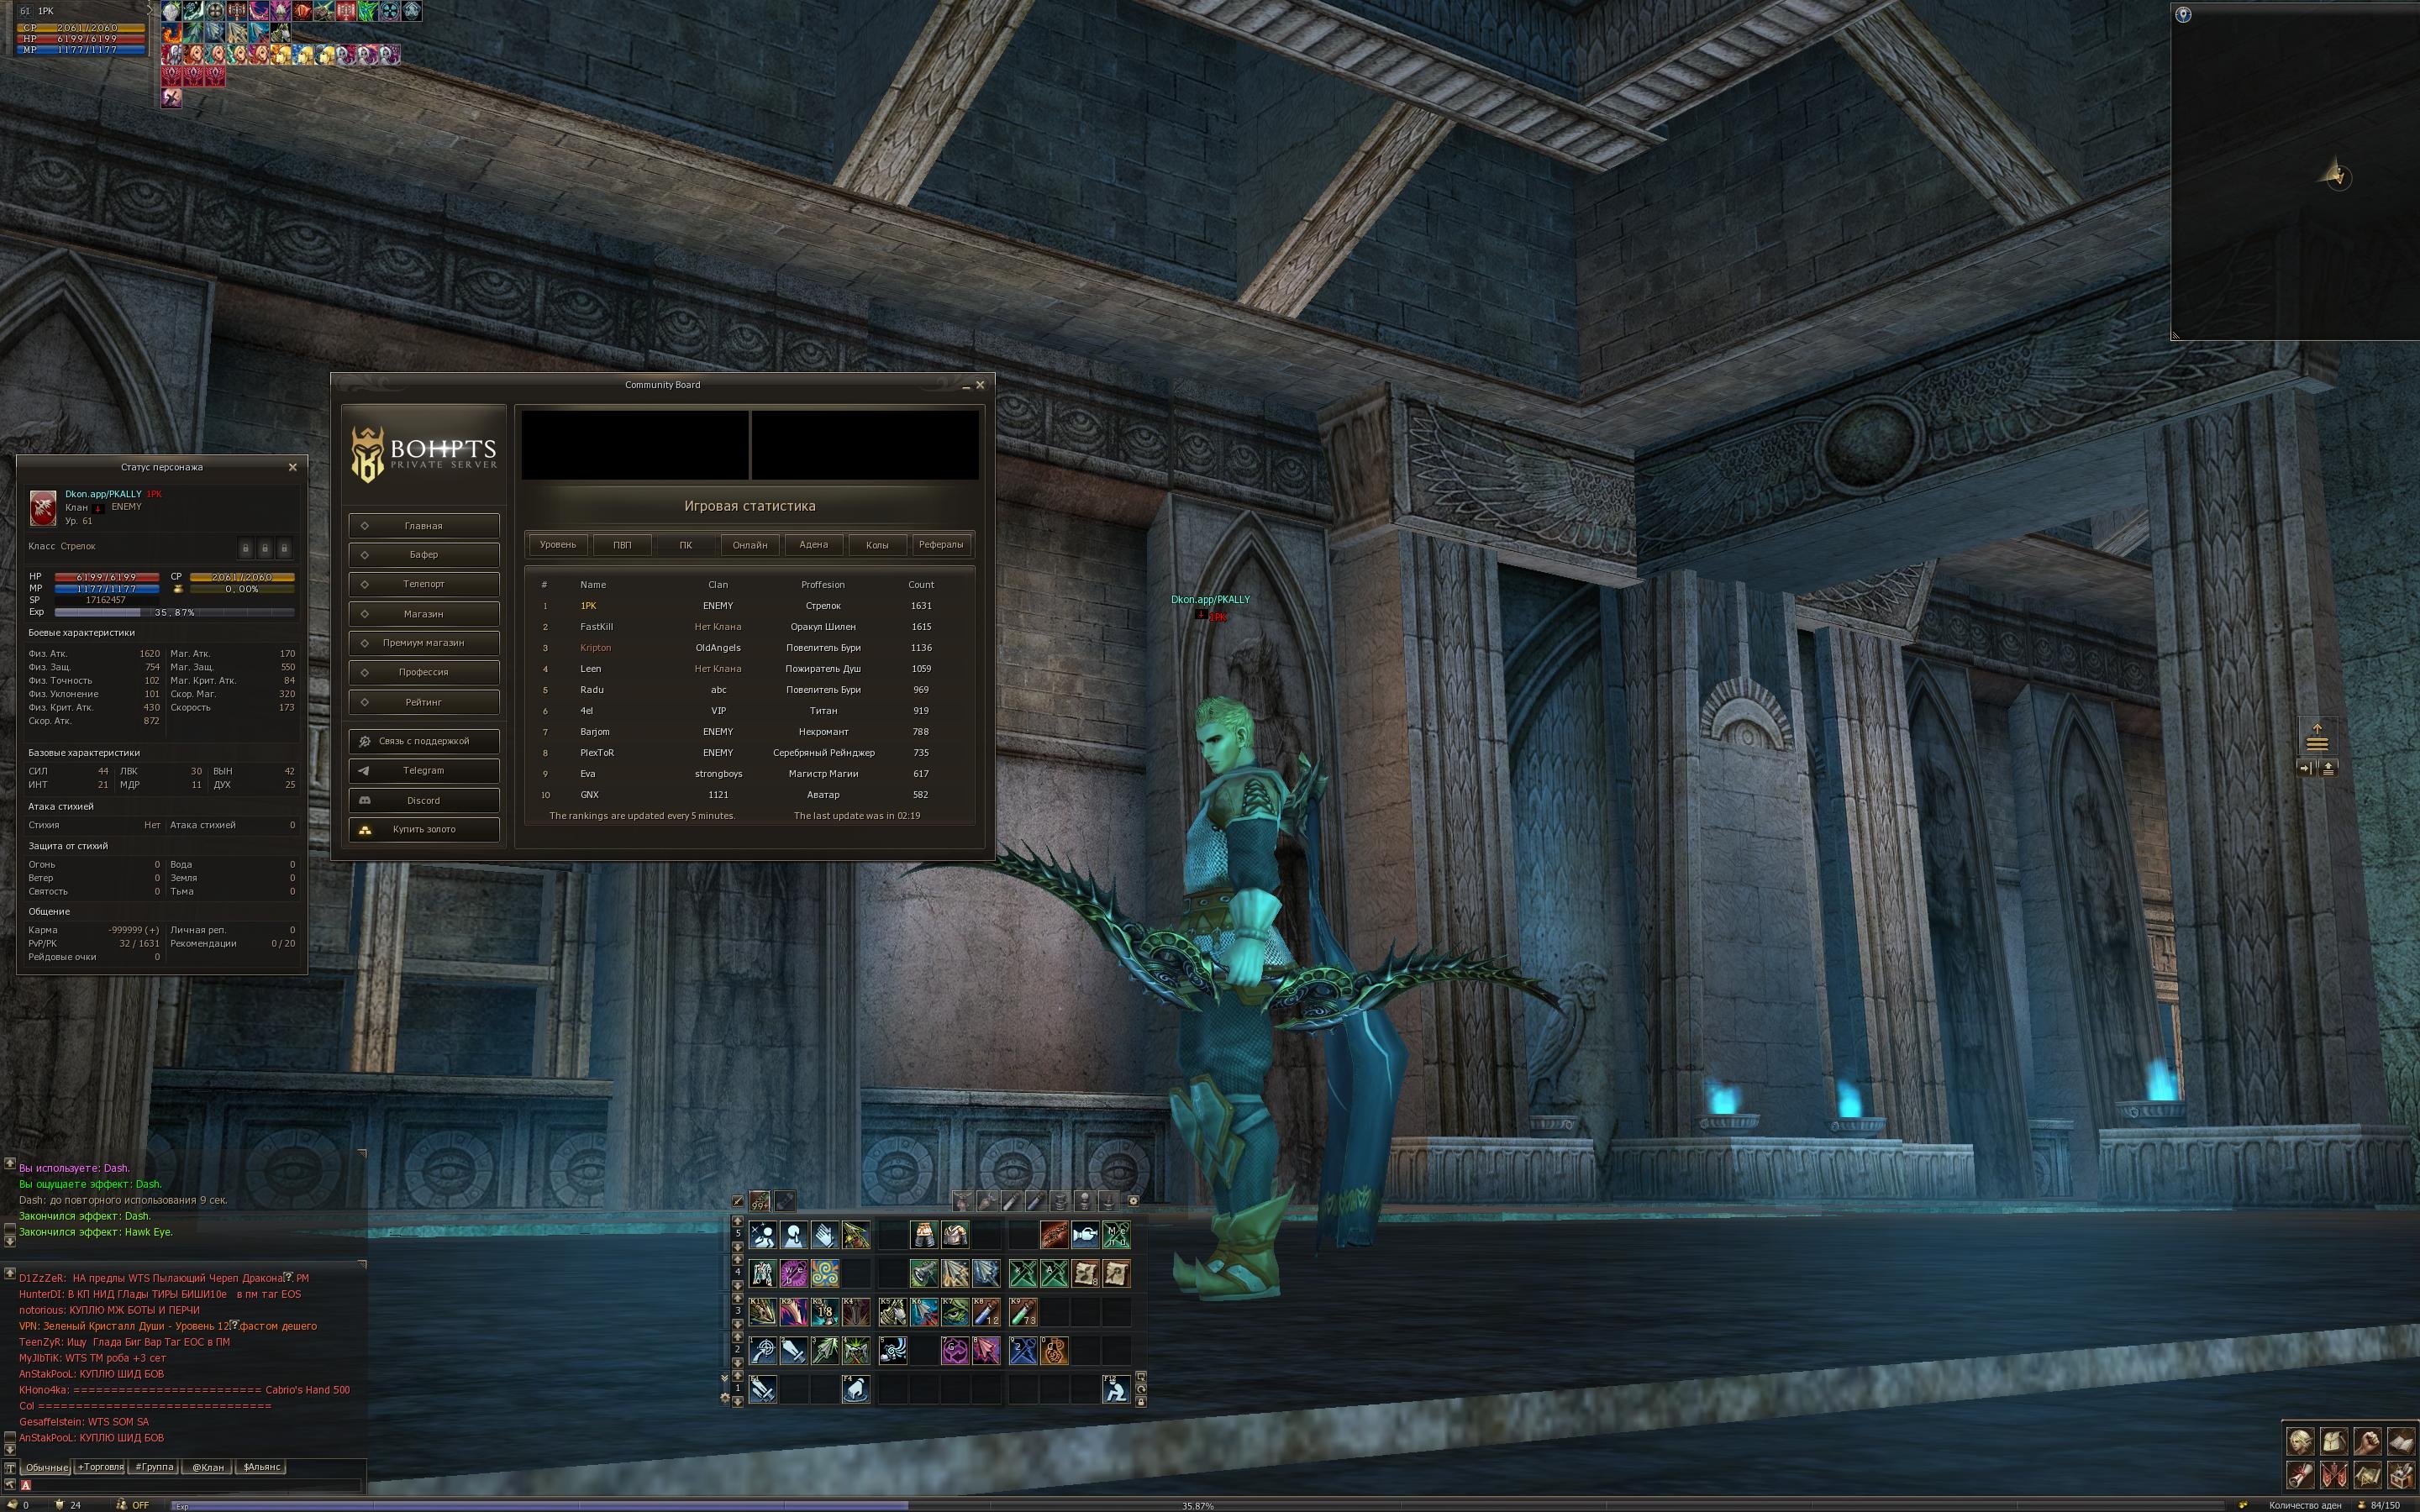 61 1PK
CP 2061/2060
HP 6199/6199
MP 1177/1177
Community Board
BOHPTS
PRIVATE SERVER
Главная
Бафер
Телепорт
Магазин
Премиум магазин
Профессия
Рейтинг
Связь с поддержкой
Telegram
Discord
Купить золото
Игровая статистика
Уровень ПВП ПК Онлайн Адена Колы Рефералы
# Name Clan Proffesion Count
1 1PK ENEMY Стрелок 1631
2 FastKill Нет Клана Оракул Шилен 1615
3 Kripton OldAngels Повелитель Бури 1136
4 Leen Нет Клана Пожиратель Душ 1059
5 Radu abc Повелитель Бури 969
6 4el VIP Титан 919
7 Barjom ENEMY Некромант 788
8 PlexToR ENEMY Серебряный Рейнджер 735
9 Eva strongboys Магистр Магии 617
10 GNX 1121 Аватар 582
The rankings are updated every 5 minutes. The last update was in 02:19
Статус персонажа
Dkon.app/PKALLY 1PK
Клан ENEMY
Ур. 61
Класс Стрелок
HP 6199/6199 CP 2061/2060
MP 1177/1177 0.00%
SP 17162457
Exp 35.87%
Боевые характеристики
Физ. Атк. 1620 Маг. Атк. 170
Физ. Защ. 754 Маг. Защ. 550
Физ. Точность 102 Маг. Крит. Атк. 84
Физ. Уклонение 101 Скор. Маг. 320
Физ. Крит. Атк. 430 Скорость 173
Скор. Атк. 872
Базовые характеристики
СИЛ 44 ЛВК 30 ВЫН 42
ИНТ 21 МДР 11 ДУХ 25
Атака стихией
Стихия Нет Атака стихией 0
Защита от стихий
Огонь 0 Вода 0
Ветер 0 Земля 0
Святость 0 Тьма 0
Общение
Карма -999999 (+) Личная реп. 0
PvP/PK 32 / 1631 Рекомендации 0 / 20
Рейдовые очки 0
Dkon.app/PKALLY
1PK
Вы используете: Dash.
Вы ощущаете эффект: Dash.
Dash: до повторного использования 9 сек.
Закончился эффект: Dash.
Закончился эффект: Hawk Eye.
D1ZzZeR: НА предлы WTS Пылающий Череп Дракона PM
HunterDI: В КП НИД ГЛады ТИРЫ БИШИ10е в пм таг EOS
notorious: КУПЛЮ МЖ БОТЫ И ПЕРЧИ
VPN: Зеленый Кристалл Души - Уровень 12 фастом дешего
TeenZyR: Ищу Глада Биг Вар Таг ЕОС в ПМ
MyJibTiK: WTS TM роба +3 сет
AnStakPooL: КУПЛЮ ШИД БОВ
KHono4ka: ========================= Cabrio's Hand 500
Col ===============================
Gesaffelstein: WTS SOM SA
AnStakPooL: КУПЛЮ ШИД БОВ
Обычные +Торговля #Группа @Клан $Альянс
99+
5
4
3
2
1
0 24 OFF Exp 35.87% Количество аден 84/150